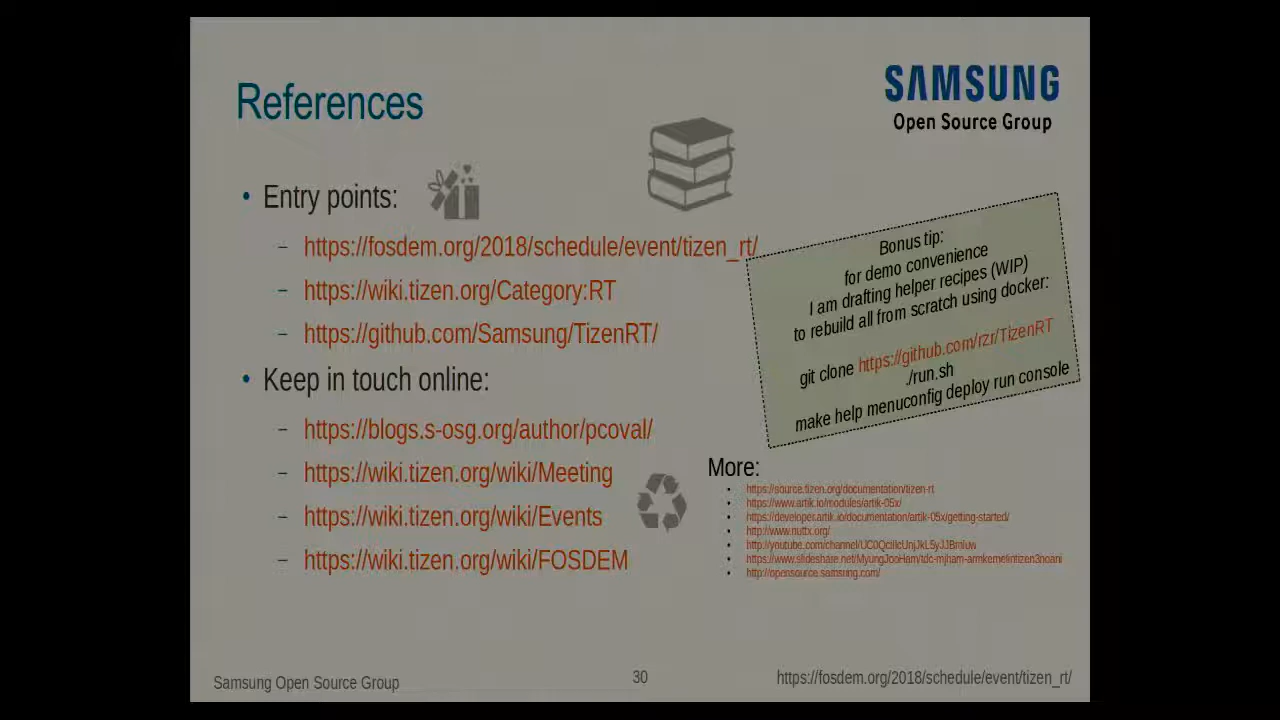 References
SAMSUNG
Open Source Group
Entry points:
https://fosdem.org/2018/schedule/event/tizen_rt/
https://wiki.tizen.org/Category:RT
https://github.com/Samsung/TizenRT/
Keep in touch online:
https://blogs.s-osg.org/author/pcoval/
https://wiki.tizen.org/wiki/Meeting
https://wiki.tizen.org/wiki/Events
https://wiki.tizen.org/wiki/FOSDEM
Bonus tip:
for demo convenience
I am drafting helper recipes (WIP)
to rebuild all from scratch using docker:
git clone https://github.com/rzr/TizenRT
./run.sh
make help menuconfig deploy run console
More:
https://source.tizen.org/documentation/tizen-rt
https://www.artik.io/modules/artik-05x/
https://developer.artik.io/documentation/artik-05x/getting-started/
http://www.nuttx.org/
http://opensource.samsung.com/
Samsung Open Source Group
30
https://fosdem.org/2018/schedule/event/tizen_rt/